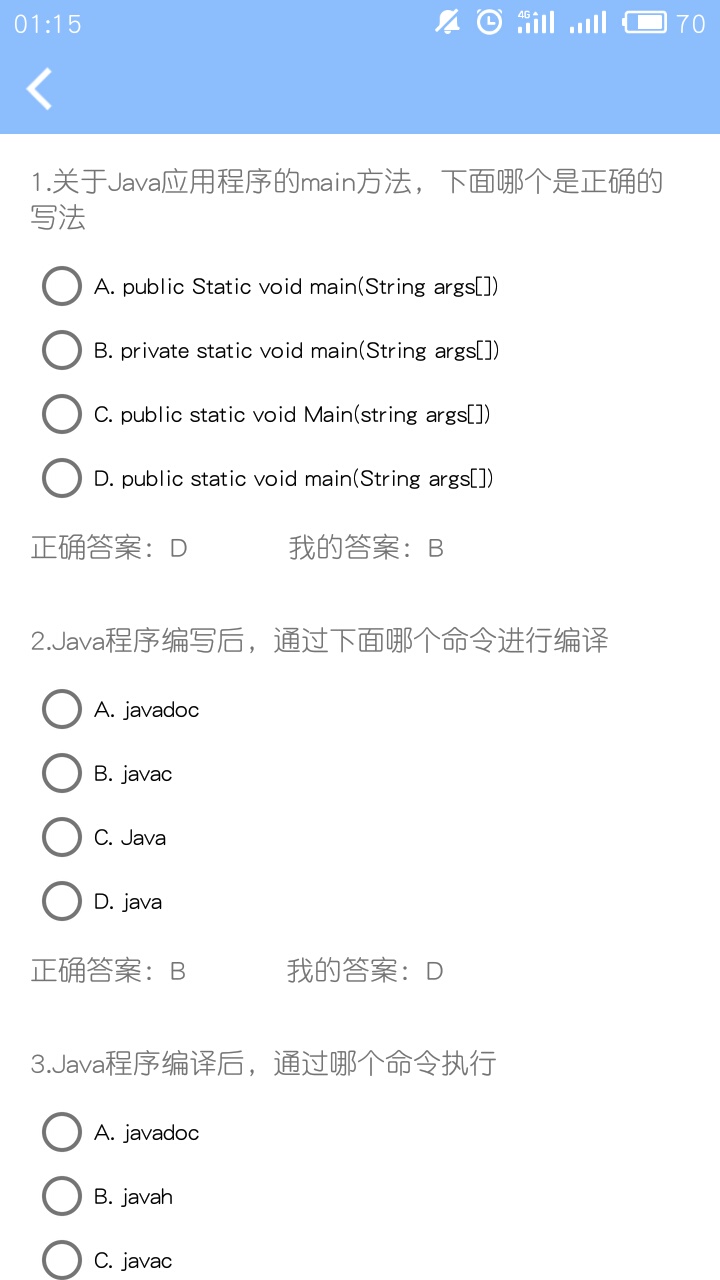 01:15
4G
70
1.关于Java应用程序的main方法，下面哪个是正确的
写法
A. public Static void main(String args[])
B. private static void main(String args[])
C. public static void Main(string args[])
D. public static void main(String args[])
正确答案：D 我的答案：B
2.Java程序编写后，通过下面哪个命令进行编译
A. javadoc
B. javac
C. Java
D. java
正确答案：B 我的答案：D
3.Java程序编译后，通过哪个命令执行
A. javadoc
B. javah
C. javac